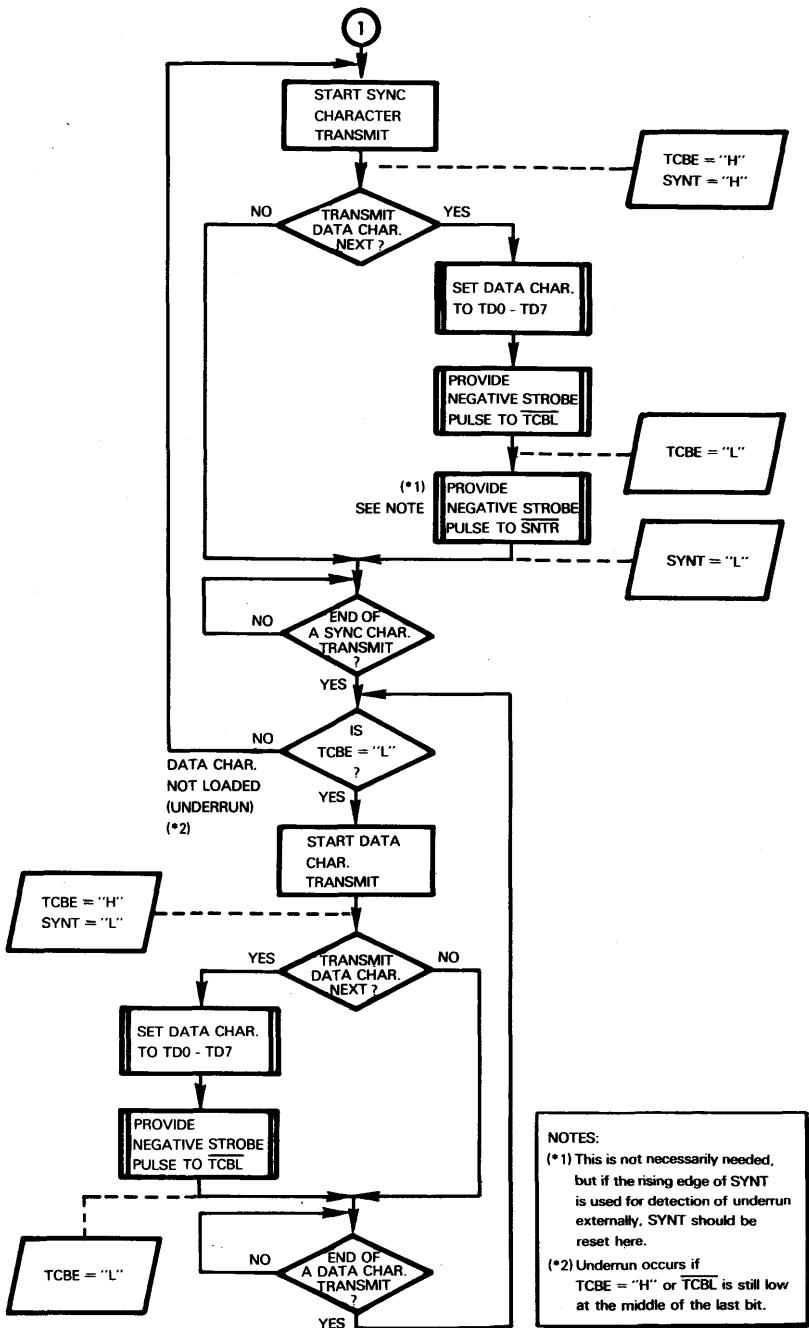 1
START SYNC
CHARACTER
TRANSMIT
TCBE = "H"
SYNT = "H"
NO
TRANSMIT
DATA CHAR.
NEXT ?
YES
SET DATA CHAR.
TO TD0 - TD7
PROVIDE
NEGATIVE STROBE
PULSE TO TCBL
TCBE = "L"
(*1)
SEE NOTE
PROVIDE
NEGATIVE STROBE
PULSE TO SNTR
SYNT = "L"
NO
END OF
A SYNC CHAR.
TRANSMIT
?
YES
NO
IS
TCBE = "L"
?
DATA CHAR.
NOT LOADED
(UNDERRUN)
(*2)
YES
START DATA
CHAR.
TRANSMIT
TCBE = "H"
SYNT = "L"
YES
TRANSMIT
DATA CHAR.
NEXT ?
NO
SET DATA CHAR.
TO TD0 - TD7
PROVIDE
NEGATIVE STROBE
PULSE TO TCBL
TCBE = "L"
NO
END OF
A DATA CHAR.
TRANSMIT
?
YES
NOTES:
(*1) This is not necessarily needed,
but if the rising edge of SYNT
is used for detection of underrun
externally, SYNT should be
reset here.
(*2) Underrun occurs if
TCBE = "H" or TCBL is still low
at the middle of the last bit.